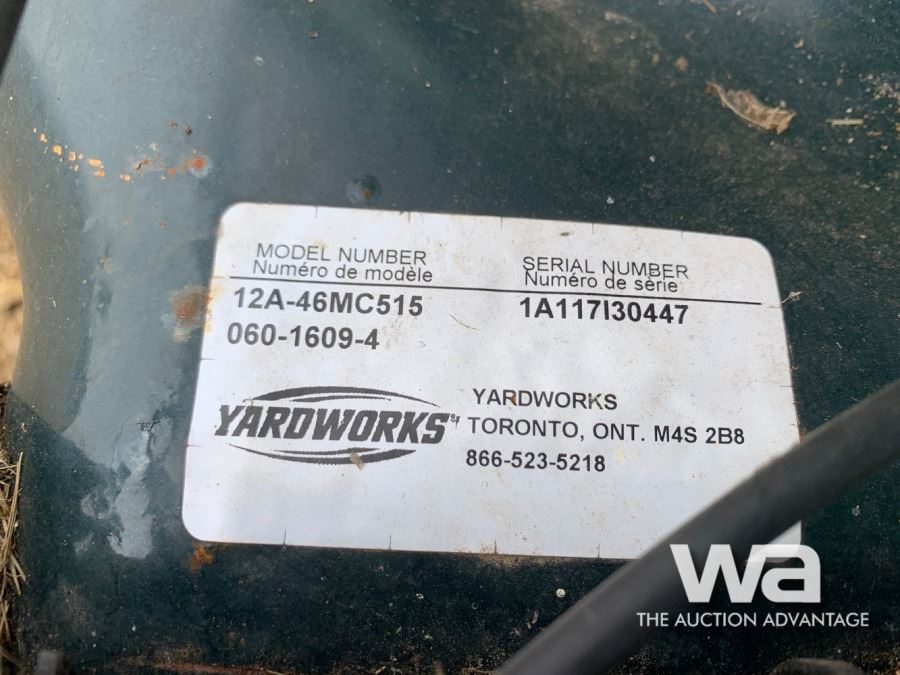 MODEL NUMBER
Numéro de modèle
SERIAL NUMBER
Numéro de série
12A-46MC515
1A117I30447
060-1609-4
YARDWORKS
YARDWORKS
TORONTO, ONT. M4S 2B8
866-523-5218
wa
THE AUCTION ADVANTAGE